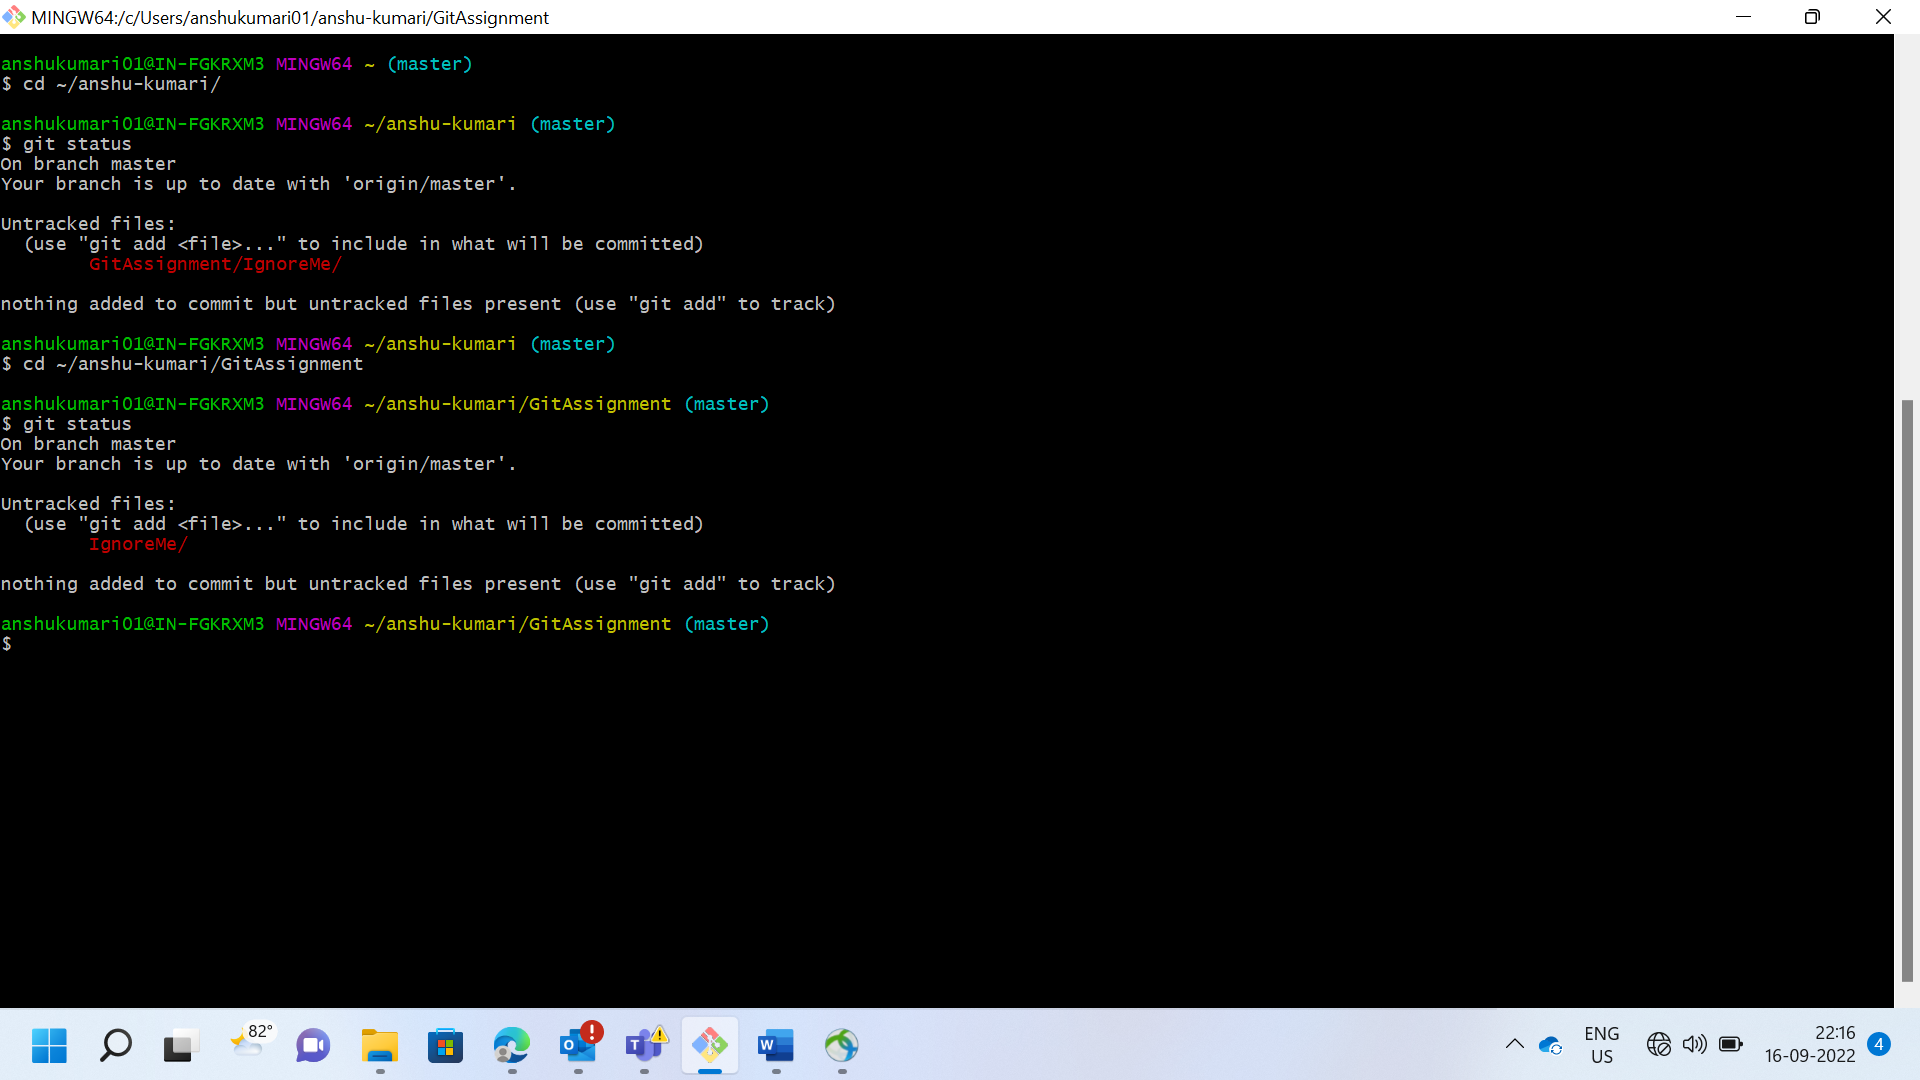 MINGW64:/c/Users/anshukumari01/anshu-kumari/GitAssignment
anshukumari01@IN-FGKRXM3 MINGW64 ~ (master)
$ cd ~/anshu-kumari/
anshukumari01@IN-FGKRXM3 MINGW64 ~/anshu-kumari (master)
$ git status
On branch master
Your branch is up to date with 'origin/master'.
Untracked files:
  (use "git add <file>..." to include in what will be committed)
        GitAssignment/IgnoreMe/
nothing added to commit but untracked files present (use "git add" to track)
anshukumari01@IN-FGKRXM3 MINGW64 ~/anshu-kumari (master)
$ cd ~/anshu-kumari/GitAssignment
anshukumari01@IN-FGKRXM3 MINGW64 ~/anshu-kumari/GitAssignment (master)
$ git status
On branch master
Your branch is up to date with 'origin/master'.
Untracked files:
  (use "git add <file>..." to include in what will be committed)
        IgnoreMe/
nothing added to commit but untracked files present (use "git add" to track)
anshukumari01@IN-FGKRXM3 MINGW64 ~/anshu-kumari/GitAssignment (master)
$
82°
ENG
US
22:16
16-09-2022
4